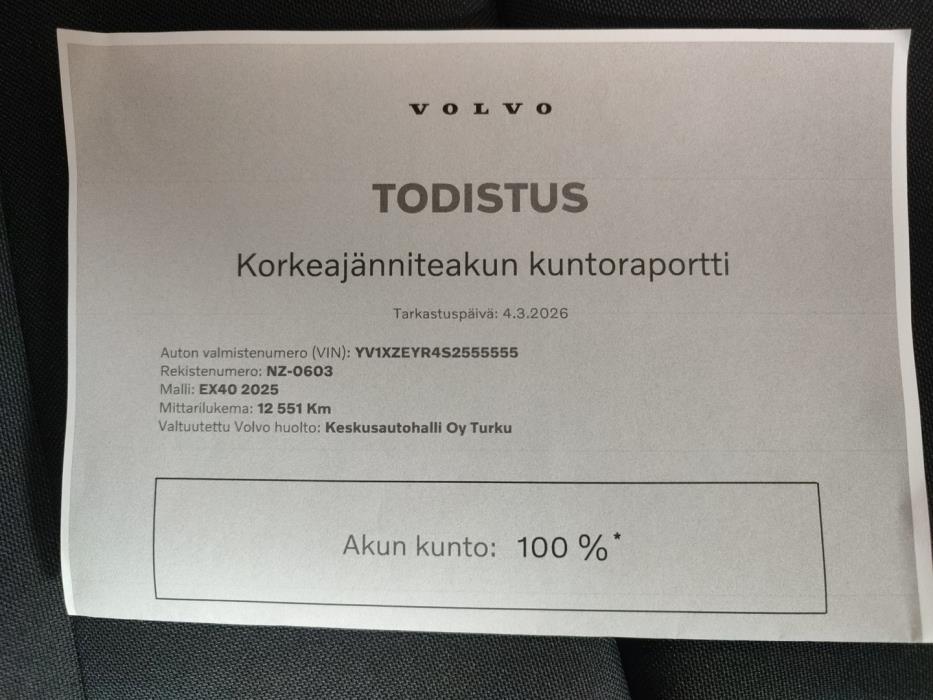 VOLVO
TODISTUS
Korkeajänniteakun kuntoraportti
Tarkastuspäivä: 4.3.2026
Auton valmistenumero (VIN): YV1XZEYR4S2555555
Rekistenumero: NZ-0603
Malli: EX40 2025
Mittarilukema: 12 551 Km
Valtuutettu Volvo huolto: Keskusautohalli Oy Turku
Akun kunto: 100 %*